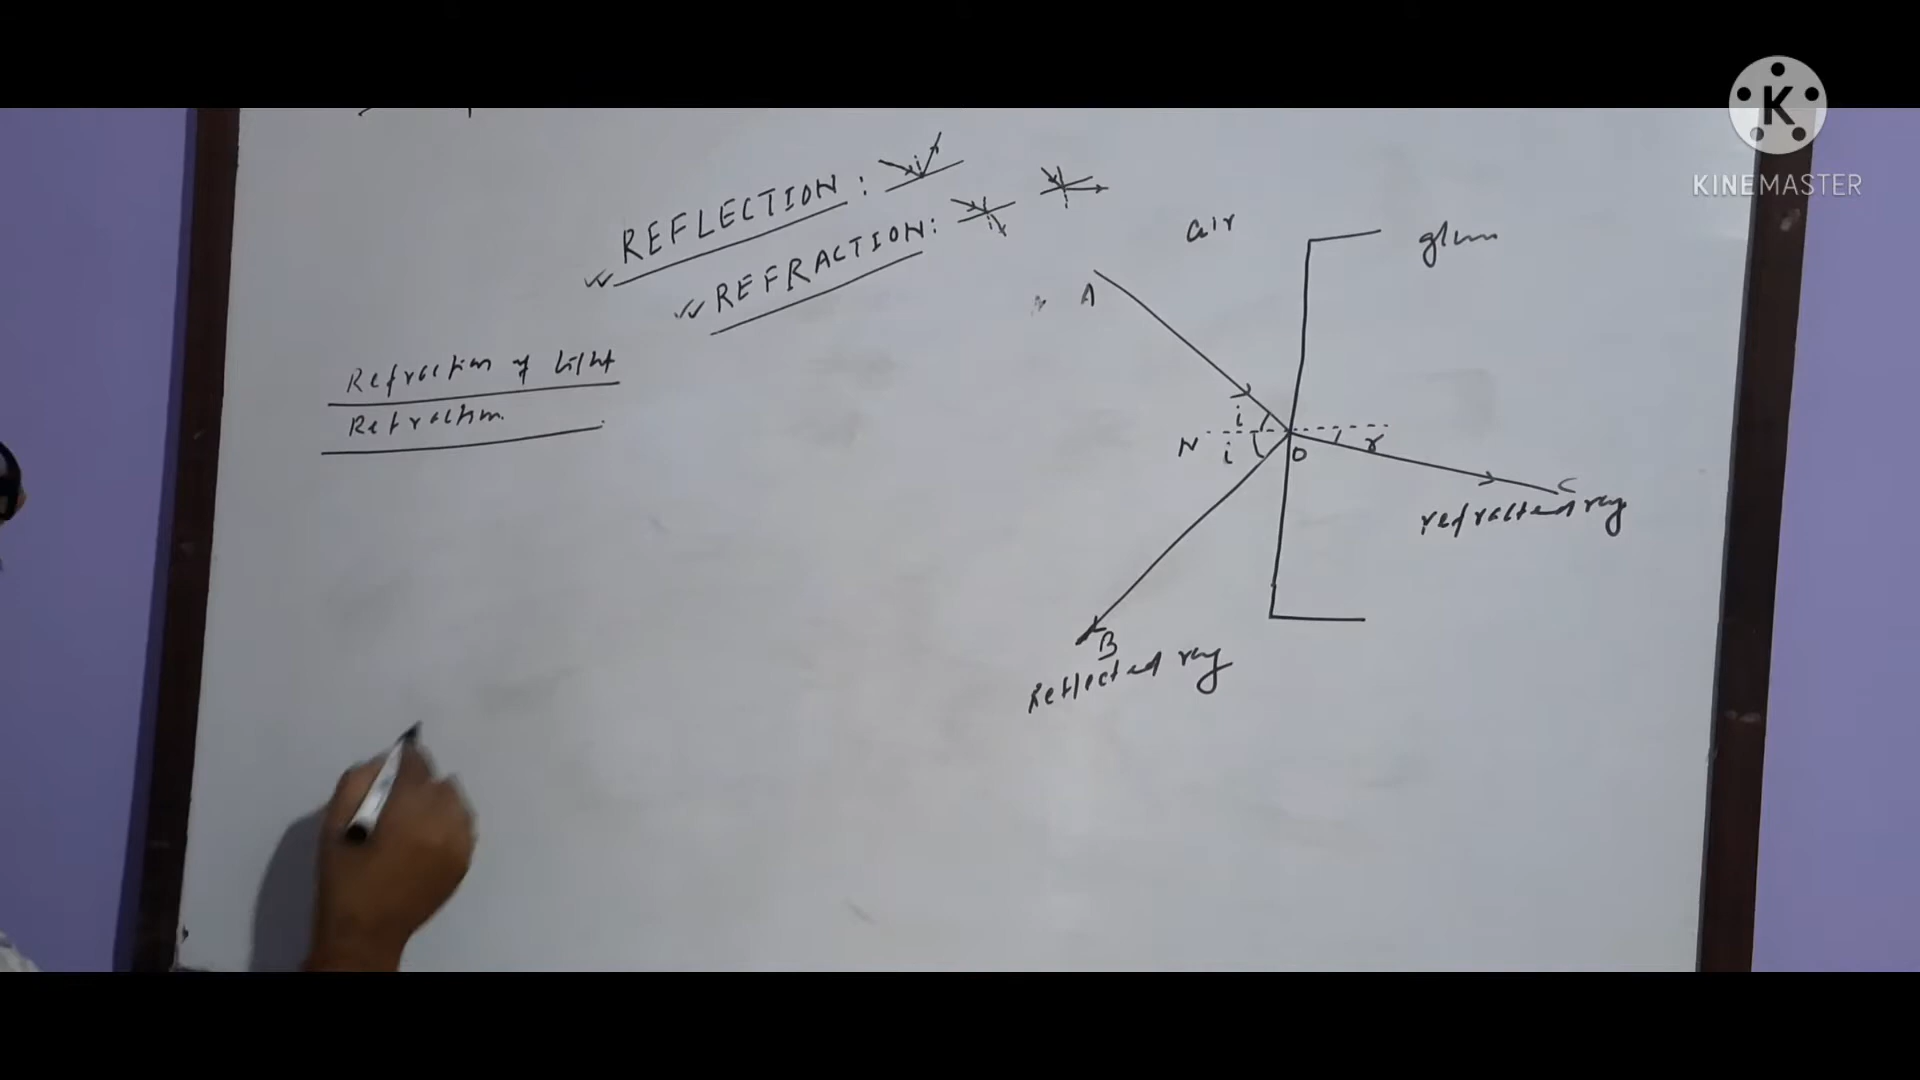 REFLECTION :
REFRACTION :
air
glass
A
Refraction of Light
Refraction
i
N
i
O
r
C
refracted ray
B
Reflected ray
K
KINEMASTER